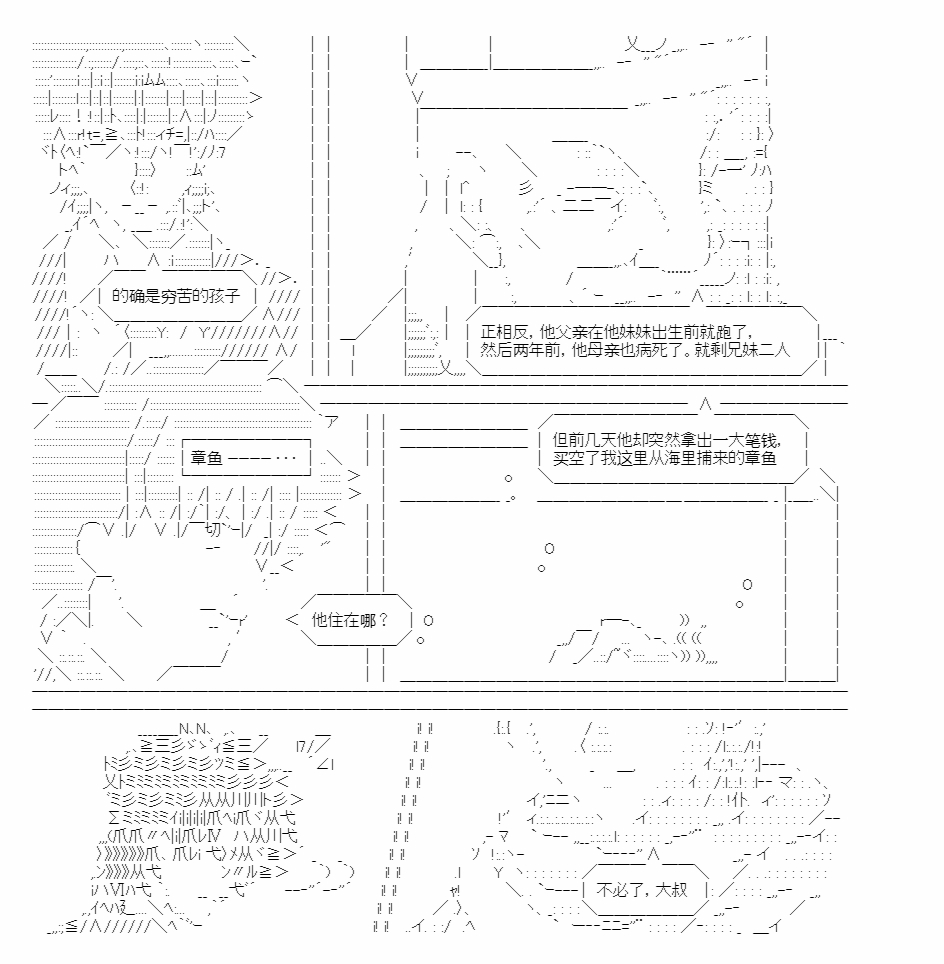 的确是穷苦的孩子
正相反，他父亲在他妹妹出生前就跑了，
然后两年前，他母亲也病死了。就剩兄妹二人
但前几天他却突然拿出一大笔钱，
买空了我这里从海里捕来的章鱼
章鱼 −−−−・・・
他住在哪？
不必了，大叔